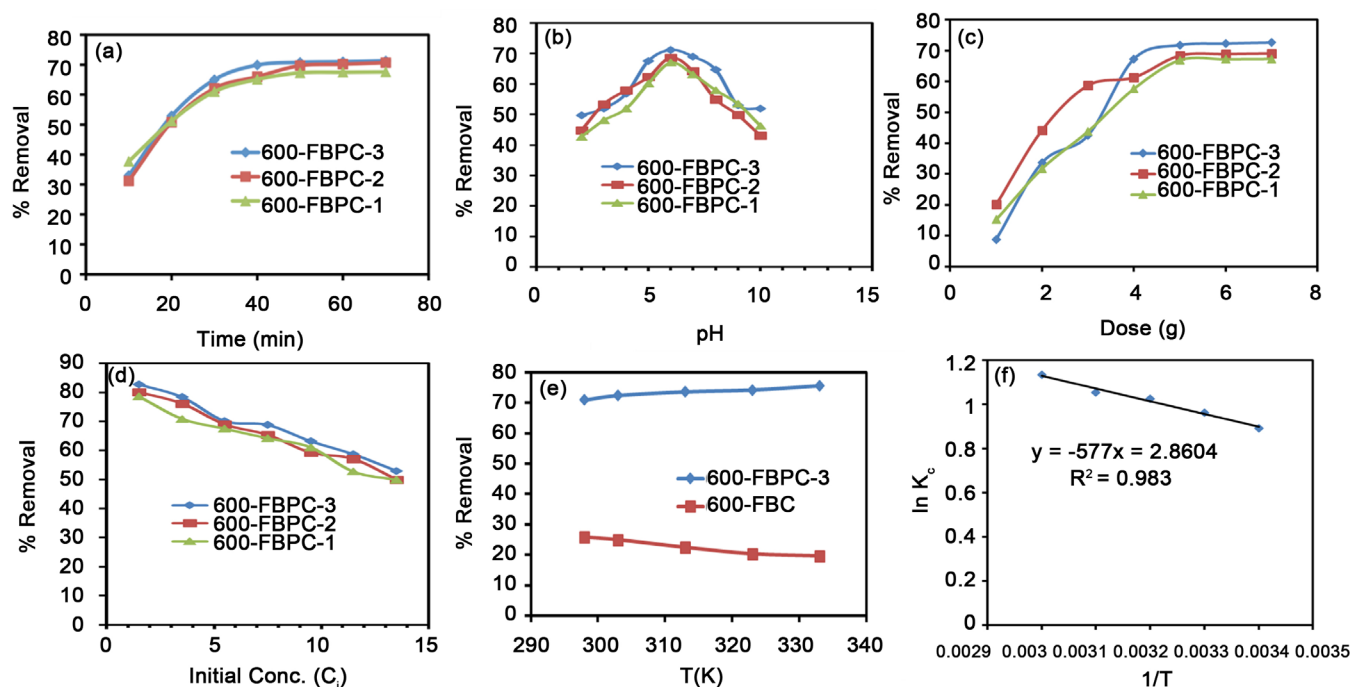 (a)
% Removal
80
70
60
50
40
30
20
10
0
600-FBPC-3
600-FBPC-2
600-FBPC-1
0 20 40 60 80
Time (min)
(b)
% Removal
80
70
60
50
40
30
20
10
0
600-FBPC-3
600-FBPC-2
600-FBPC-1
0 5 10 15
pH
(c)
% Removal
80
70
60
50
40
30
20
10
0
600-FBPC-3
600-FBPC-2
600-FBPC-1
0 2 4 6 8
Dose (g)
(d)
% Removal
90
80
70
60
50
40
30
20
10
0
600-FBPC-3
600-FBPC-2
600-FBPC-1
0 5 10 15
Initial Conc. (Ci)
(e)
% Removal
80
70
60
50
40
30
20
10
0
600-FBPC-3
600-FBC
290 300 310 320 330 340
T(K)
(f)
ln Kc
1.2
1
0.8
0.6
0.4
0.2
0
y = -577x = 2.8604
R² = 0.983
0.0029 0.003 0.0031 0.0032 0.0033 0.0034 0.0035
1/T